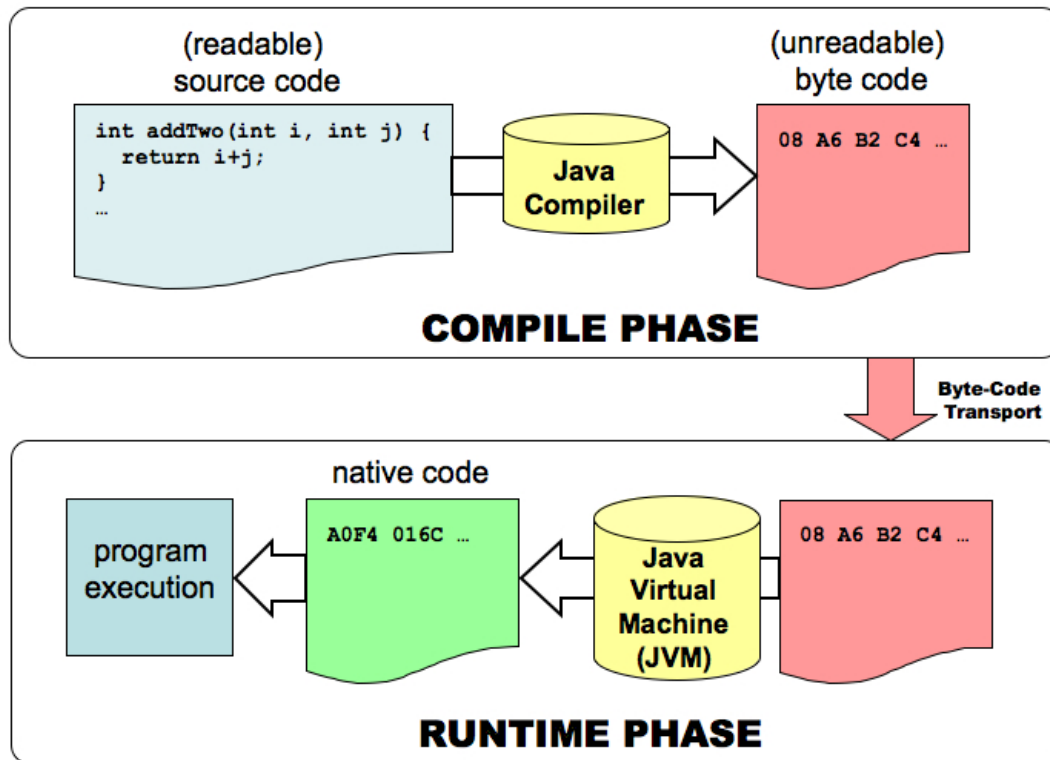 (readable)
source code
(unreadable)
byte code
int addTwo(int i, int j) {
  return i+j;
}
…
Java
Compiler
08 A6 B2 C4 …
COMPILE PHASE
Byte-Code
Transport
native code
program
execution
A0F4 016C …
Java
Virtual
Machine
(JVM)
08 A6 B2 C4 …
RUNTIME PHASE